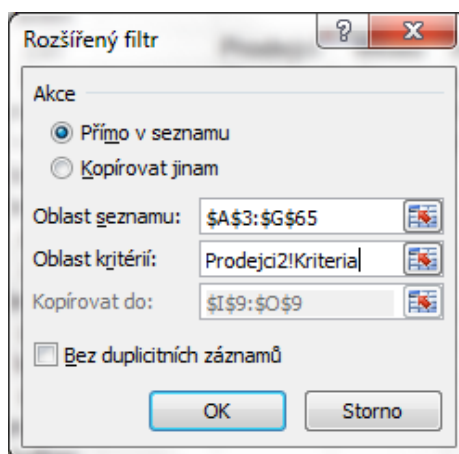 Rozšířený filtr
Akce
Přímo v seznamu
Kopírovat jinam
Oblast seznamu: $A$3:$G$65
Oblast kritérií: Prodejci2!Kriteria
Kopírovat do: $I$9:$O$9
Bez duplicitních záznamů
OK Storno